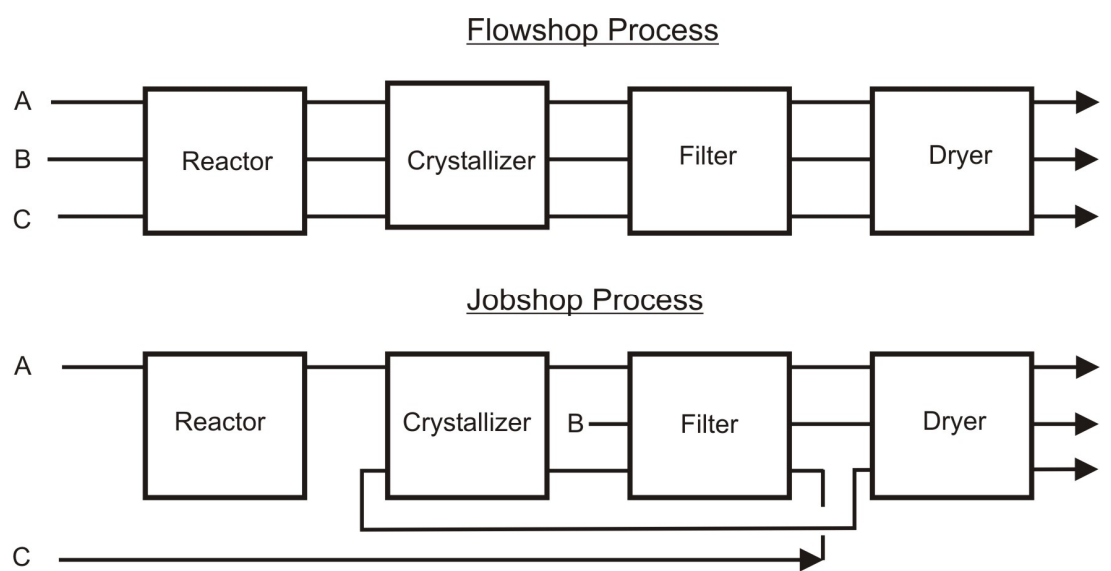 Flowshop Process
A
B
C
Reactor
Crystallizer
Filter
Dryer
Jobshop Process
A
Reactor
Crystallizer
B
Filter
Dryer
C